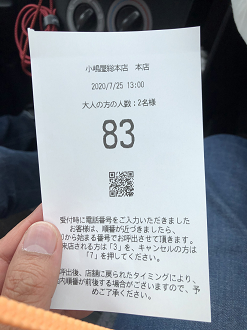 小嶋屋総本店　本店
2020/7/25 13:00
大人の方の人数：2名様
83
受付時に電話番号をご入力いただきました
お客様は、順番が近づきましたら、
0から始まる番号でお呼出させて頂きます。
来店される方は「3」を、キャンセルの方は
「7」を押してください。
呼出後、店舗に戻られたタイミングにより、
内順番が前後する場合がございますので、予
めご了承ください。